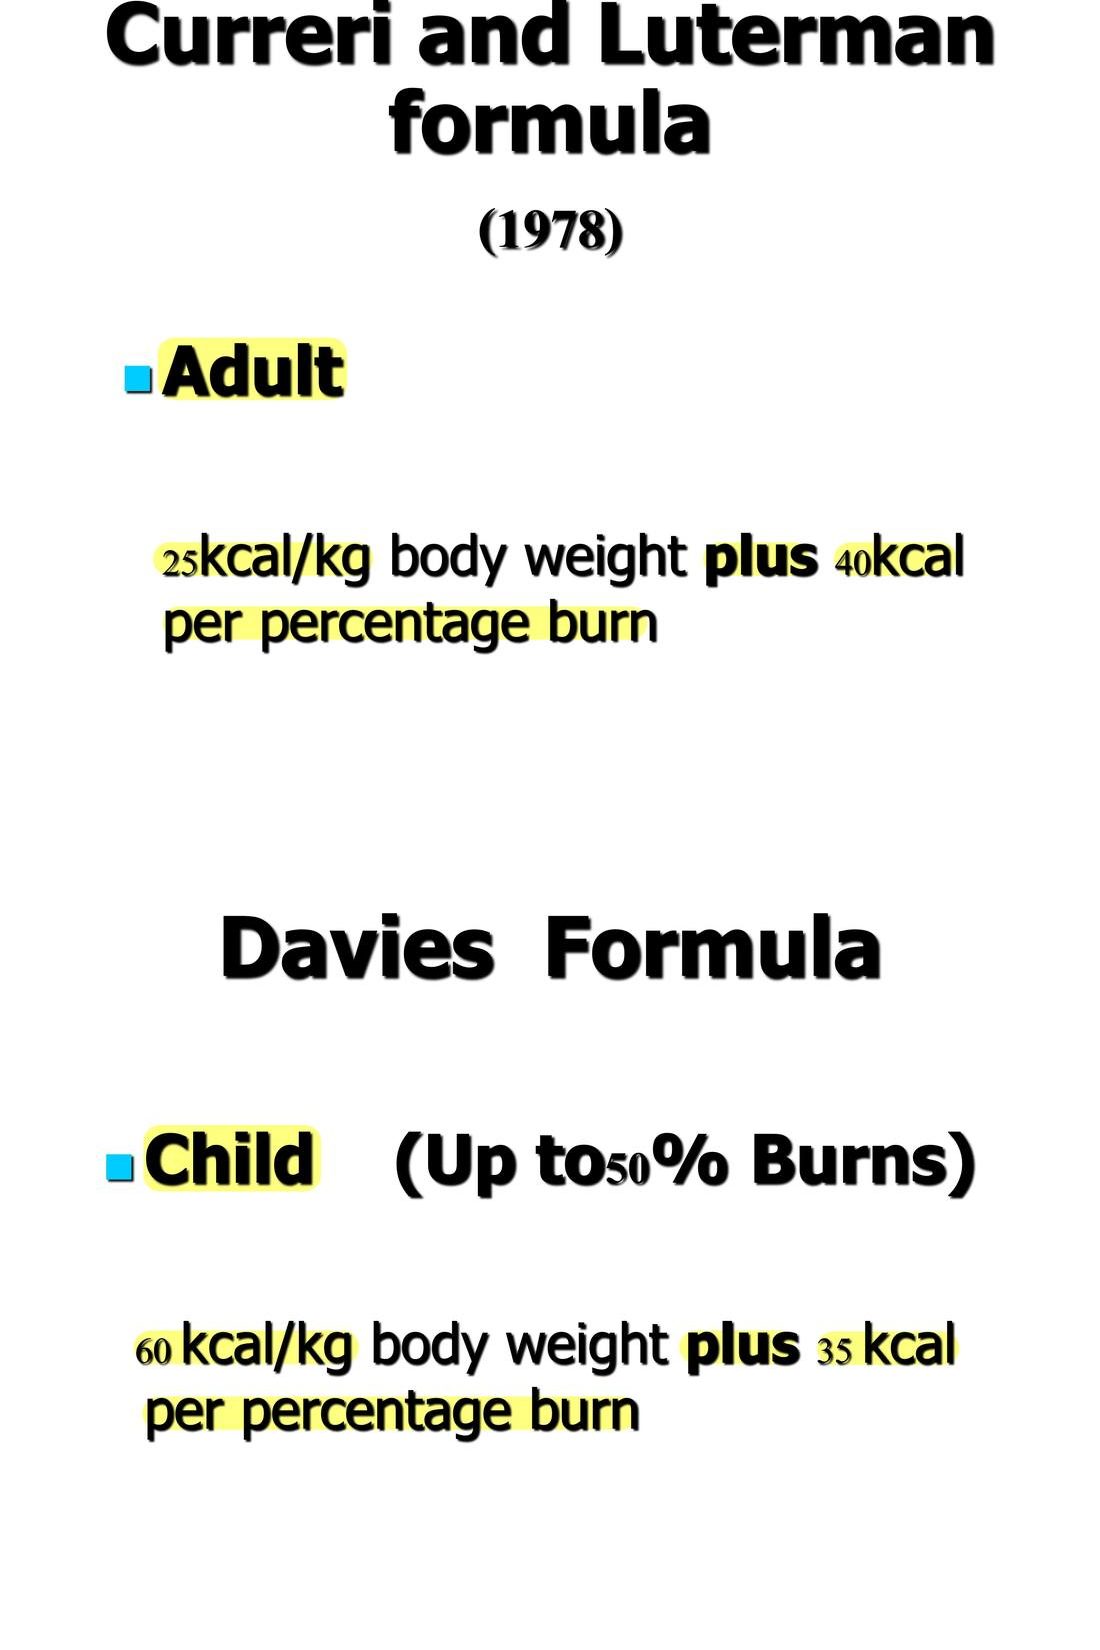 Curreri and Luterman
formula
(1978)
Adult
25kcal/kg body weight plus 40kcal
per percentage burn
Davies Formula
Child (Up to50% Burns)
60 kcal/kg body weight plus 35 kcal
per percentage burn